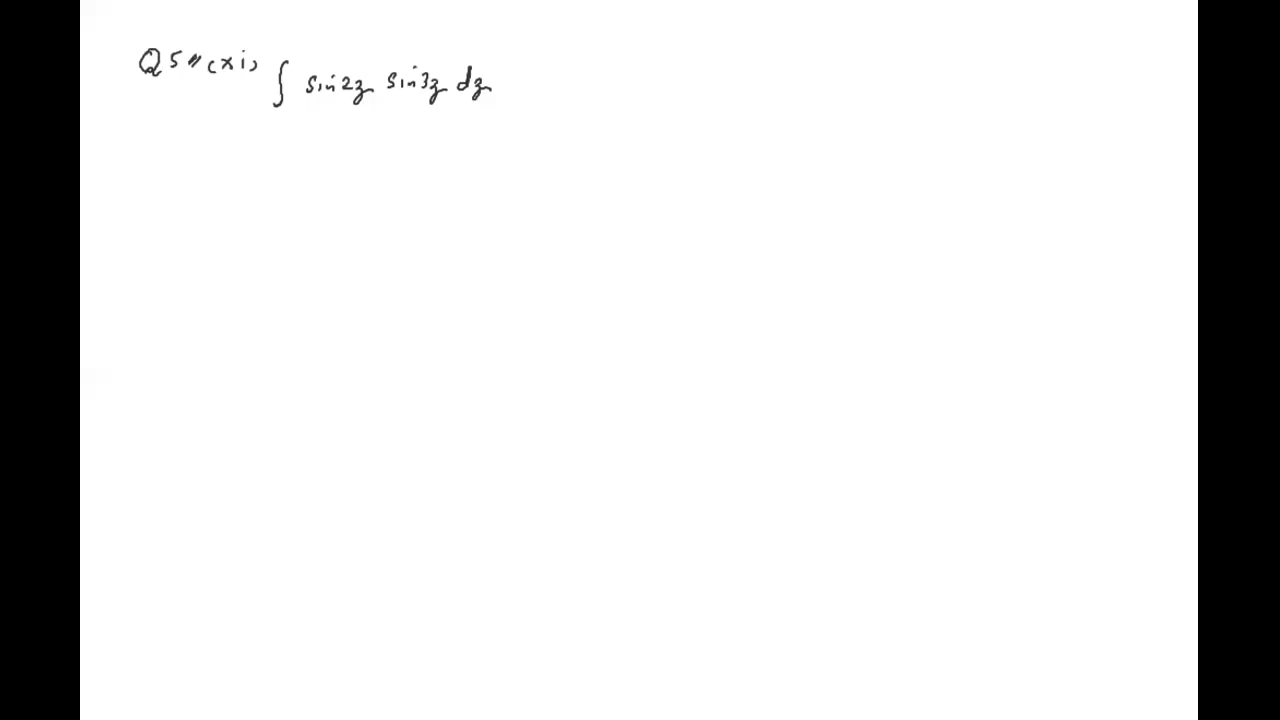 Q5 〃 (xi) ∫ sin2z sin3z dz